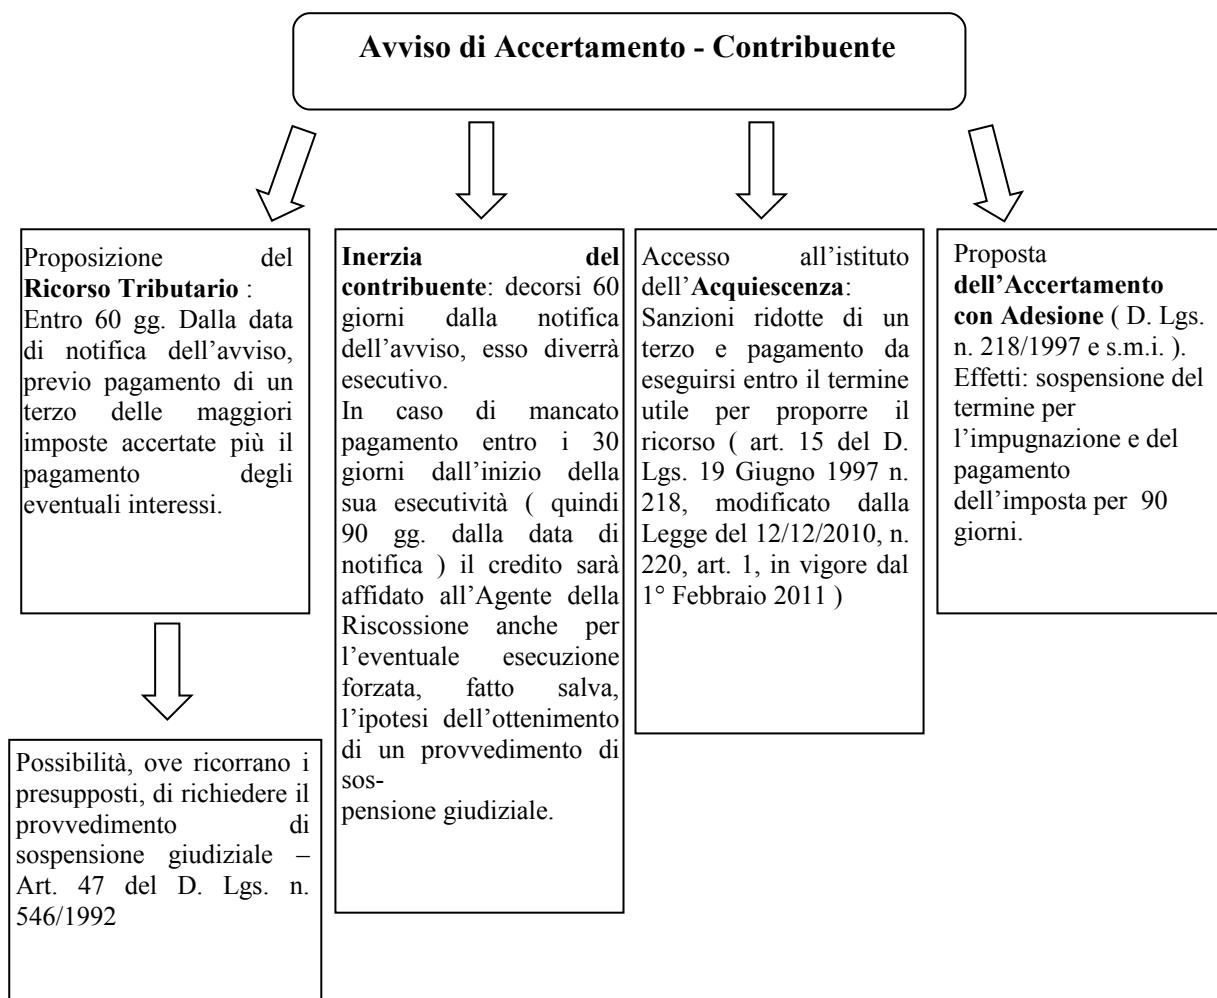 Avviso di Accertamento - Contribuente
Proposizione del
Ricorso Tributario :
Entro 60 gg. Dalla data
di notifica dell’avviso,
previo pagamento di un
terzo delle maggiori
imposte accertate più il
pagamento degli
eventuali interessi.
Inerzia del
contribuente: decorsi 60
giorni dalla notifica
dell’avviso, esso diverrà
esecutivo.
In caso di mancato
pagamento entro i 30
giorni dall’inizio della
sua esecutività ( quindi
90 gg. dalla data di
notifica ) il credito sarà
affidato all’Agente della
Riscossione anche per
l’eventuale esecuzione
forzata, fatto salva,
l’ipotesi dell’ottenimento
di un provvedimento di
sos-
pensione giudiziale.
Accesso all’istituto
dell’Acquiescenza:
Sanzioni ridotte di un
terzo e pagamento da
eseguirsi entro il termine
utile per proporre il
ricorso ( art. 15 del D.
Lgs. 19 Giugno 1997 n.
218, modificato dalla
Legge del 12/12/2010, n.
220, art. 1, in vigore dal
1° Febbraio 2011 )
Proposta
dell’Accertamento
con Adesione ( D. Lgs.
n. 218/1997 e s.m.i. ).
Effetti: sospensione del
termine per
l’impugnazione e del
pagamento
dell’imposta per 90
giorni.
Possibilità, ove ricorrano i
presupposti, di richiedere il
provvedimento di
sospensione giudiziale –
Art. 47 del D. Lgs. n.
546/1992